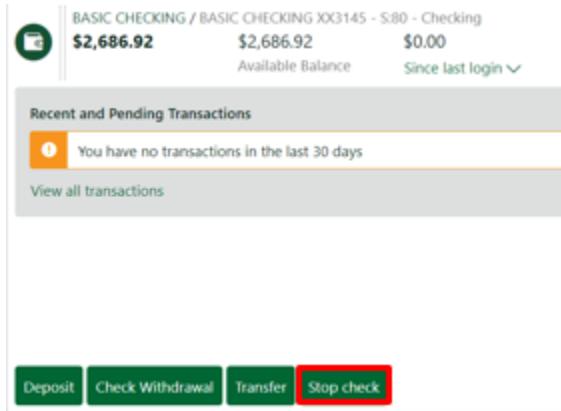 BASIC CHECKING / BASIC CHECKING XX3145 - S:80 - Checking
$2,686.92 $2,686.92 $0.00
Available Balance Since last login
Recent and Pending Transactions
You have no transactions in the last 30 days
View all transactions
Deposit Check Withdrawal Transfer Stop check